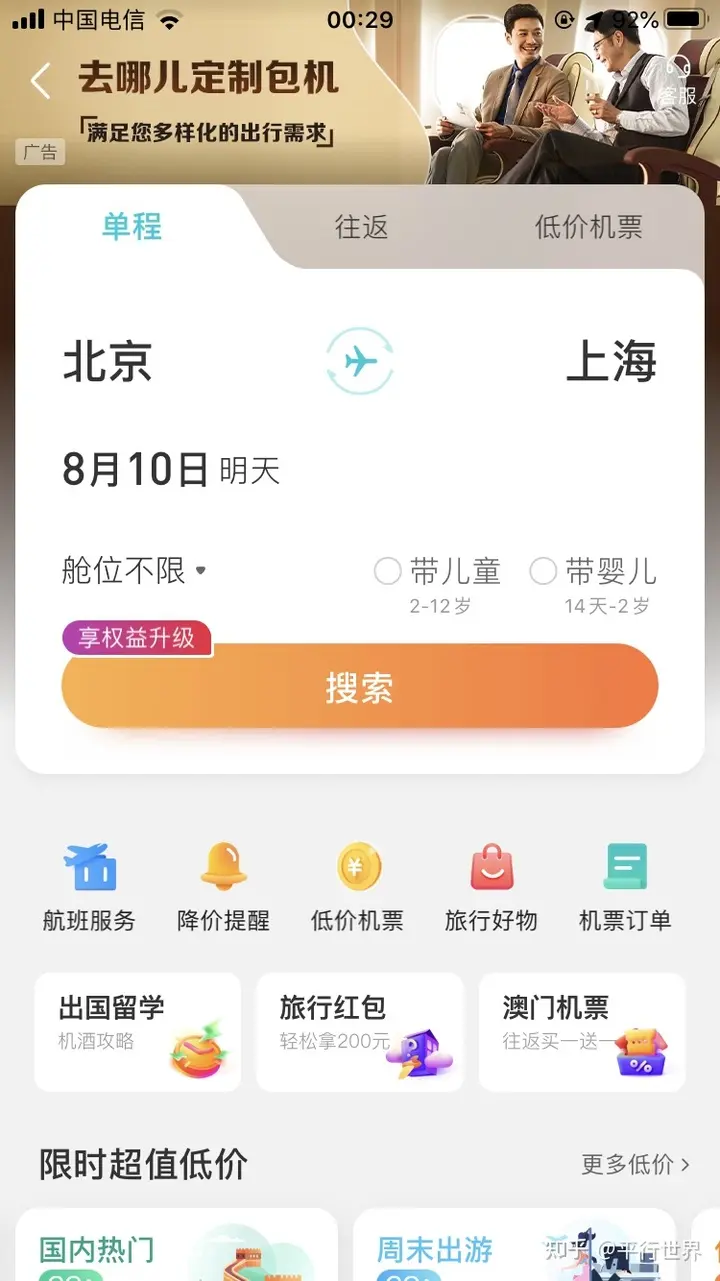 中国电信 00:29 92%
去哪儿定制包机
「满足您多样化的出行需求」
客服
广告
单程 往返 低价机票
北京 上海
8月10日 明天
舱位不限 带儿童 带婴儿
2-12岁 14天-2岁
享权益升级
搜索
航班服务 降价提醒 低价机票 旅行好物 机票订单
出国留学 旅行红包 澳门机票
机酒攻略 轻松拿200元 往返买一送一
限时超值低价 更多低价
国内热门 周末出游
知乎 @平行世界